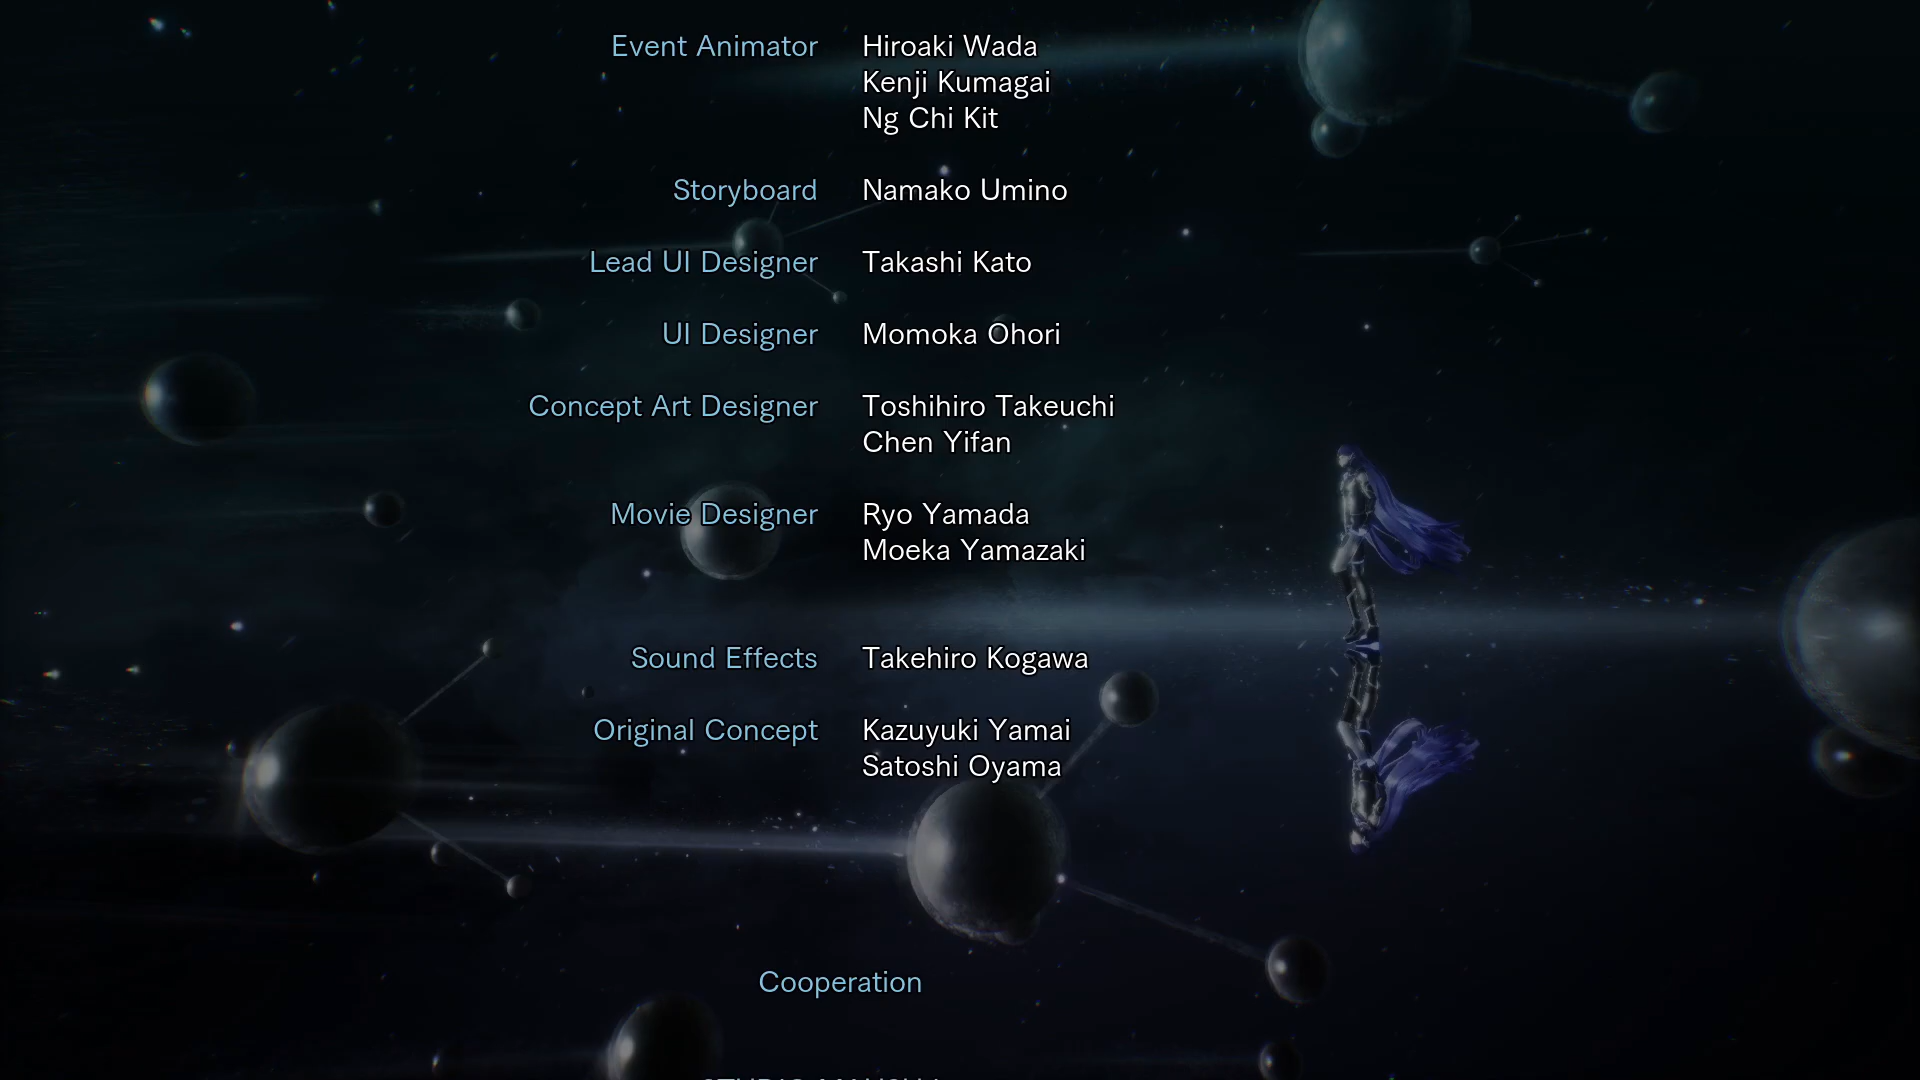 Event Animator Hiroaki Wada
Kenji Kumagai
Ng Chi Kit
Storyboard Namako Umino
Lead UI Designer Takashi Kato
UI Designer Momoka Ohori
Concept Art Designer Toshihiro Takeuchi
Chen Yifan
Movie Designer Ryo Yamada
Moeka Yamazaki
Sound Effects Takehiro Kogawa
Original Concept Kazuyuki Yamai
Satoshi Oyama
Cooperation